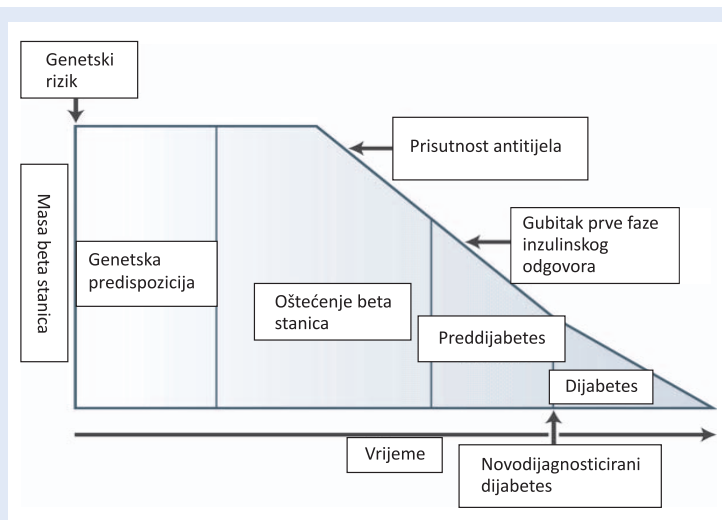 Genetski
rizik
Prisutnost antitijela
Masa beta stanica
Gubitak prve faze
inzulinskog
odgovora
Genetska
predispozicija
Oštećenje beta
stanica
Preddijabetes
Dijabetes
Vrijeme
Novodijagnosticirani
dijabetes